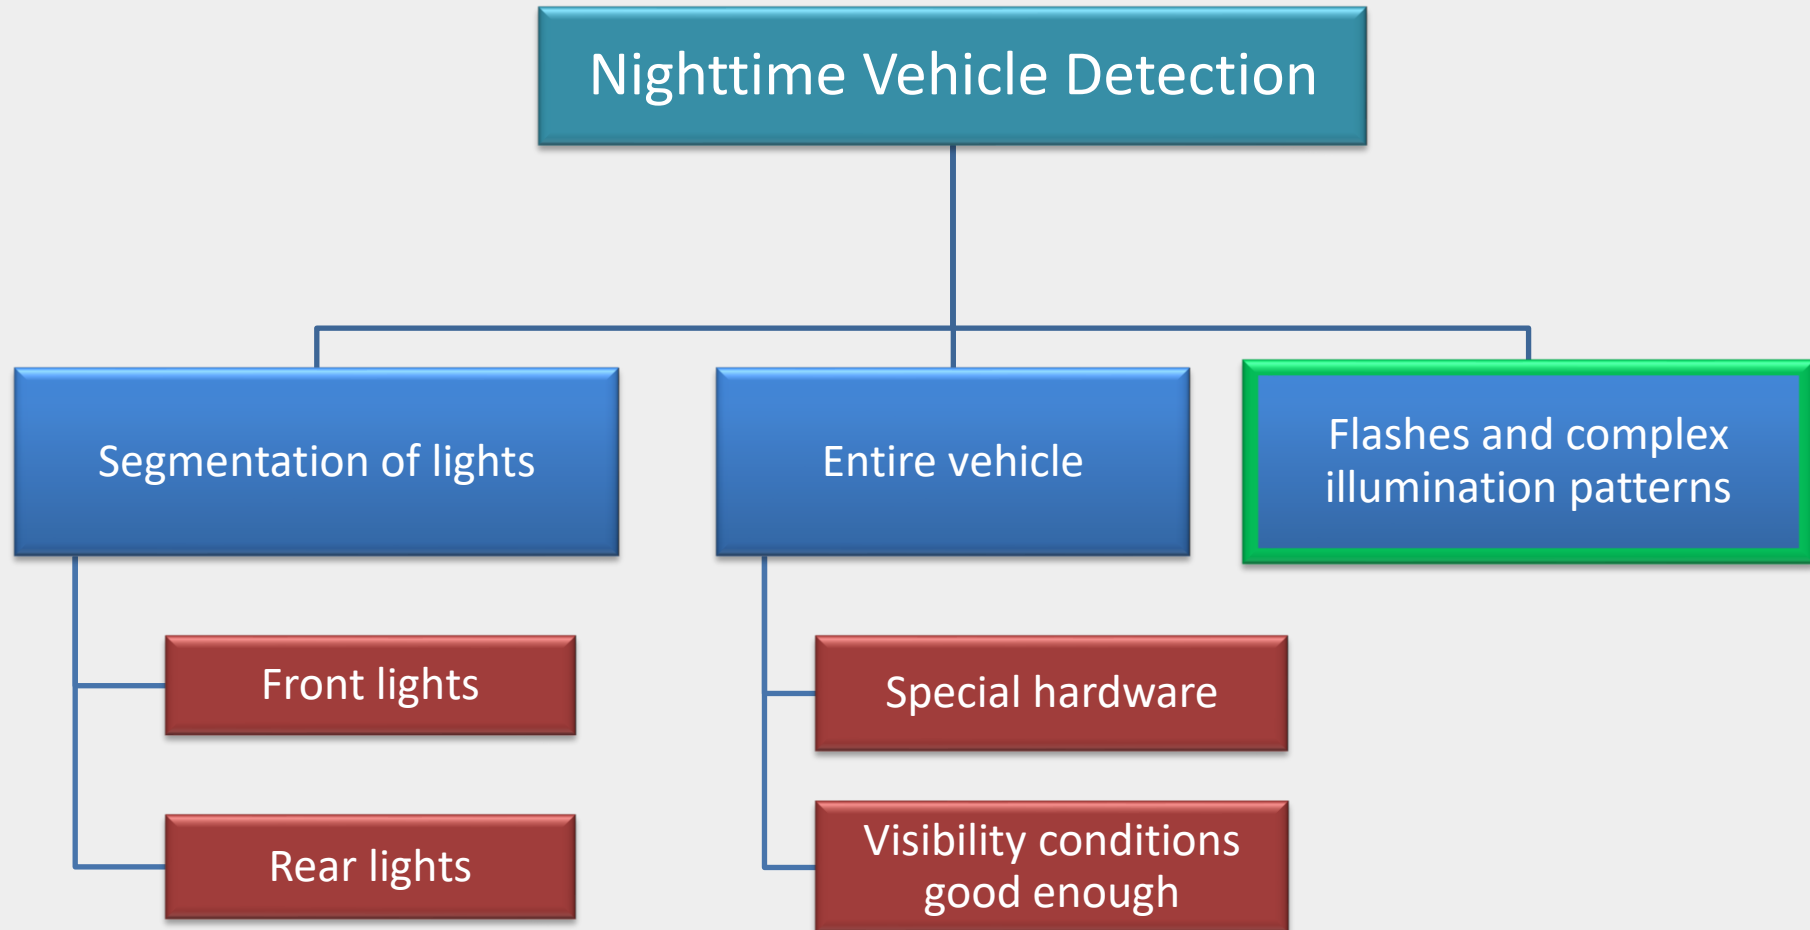 Nighttime Vehicle Detection
Segmentation of lights
Entire vehicle
Flashes and complex
illumination patterns
Front lights
Rear lights
Special hardware
Visibility conditions
good enough